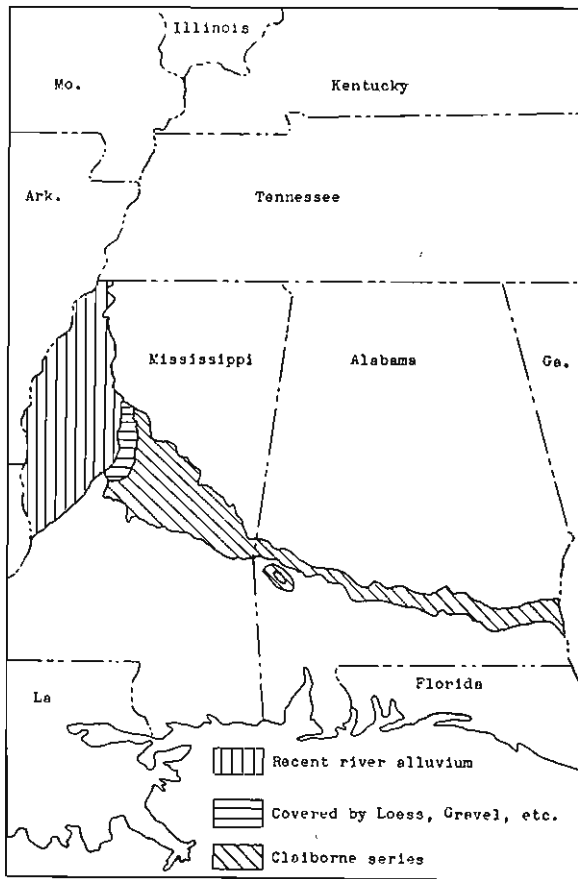 Illinois
Mo.
Kentucky
Ark.
Tennessee
Mississippi
Alabama
Ga.
La
Florida
Recent river alluvium
Covered by Loess, Gravel, etc.
Claiborne series